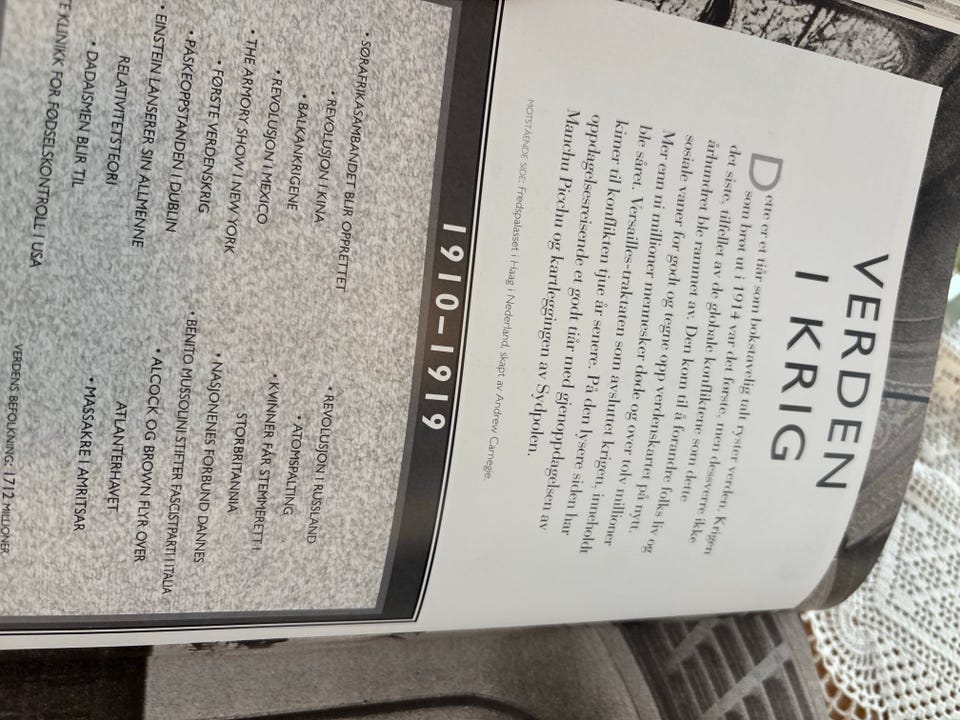 VERDEN
I KRIG
Dette er et tiår som bokstavelig talt ryster verden. Krigen
som brøt ut i 1914 var det første, men dessverre ikke
det siste, tilfellet av de globale konfliktene som dette
århundret ble rammet av. Den kom til å forandre folks liv og
sosiale vaner for godt og tegne opp verdenskartet på nytt.
Mer enn ni millioner mennesker døde og over tolv millioner
ble såret. Versailles-traktaten som avsluttet krigen, inneholdt
kimer til konflikten tjue år senere. På den lysere siden har
oppdagelsesreisende et godt tiår med gjenoppdagelsen av
Manchu Picchu og kartleggingen av Sydpolen.
MOTSTÅENDE SIDE: Fredspalasset i Haag i Nederland, skapt av Andrew Carnegie.
1910–1919
• SØRAFRIKASAMBANDET BLIR OPPRETTET
• REVOLUSJON I KINA
• BALKANKRIGENE
• REVOLUSJON I MEXICO
• THE ARMORY SHOW I NEW YORK
• FØRSTE VERDENSKRIG
• PÅSKEOPPSTANDEN I DUBLIN
• EINSTEIN LANSERER SIN ALLMENNE
RELATIVITETSTEORI
• DADAISMEN BLIR TIL
KLINIKK FOR FØDSELSKONTROLL I USA
• REVOLUSJON I RUSSLAND
• ATOMSPALTING
• KVINNER FÅR STEMMERETT I
STORBRITANNIA
• NASJONENES FORBUND DANNES
• BENITO MUSSOLINI STIFTER FASCISTPARTI I ITALIA
• ALCOCK OG BROWN FLYR OVER
ATLANTERHAVET
• MASSAKRE I AMRITSAR
VERDENS BEFOLKNING: 1712 MILLIONER